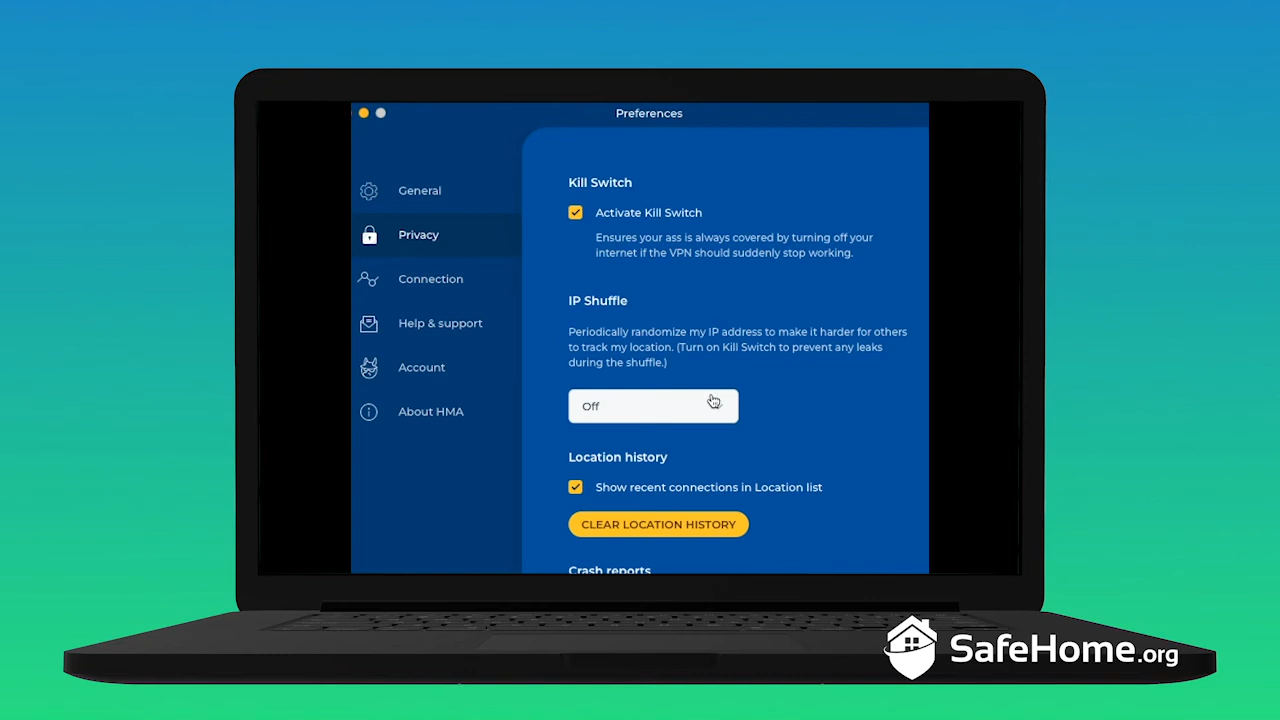 Preferences
General
Privacy
Connection
Help & support
Account
About HMA
Kill Switch
Activate Kill Switch
Ensures your ass is always covered by turning off your
internet if the VPN should suddenly stop working.
IP Shuffle
Periodically randomize my IP address to make it harder for others
to track my location. (Turn on Kill Switch to prevent any leaks
during the shuffle.)
Off
Location history
Show recent connections in Location list
CLEAR LOCATION HISTORY
Crash reports
SafeHome.org